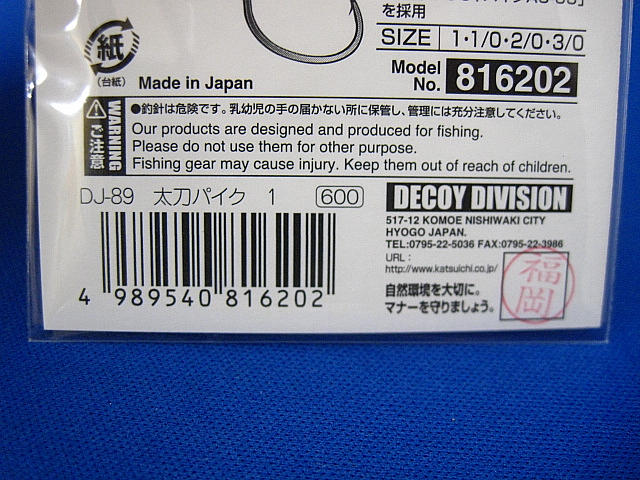 を採用
SIZE 1・1/0・2/0・3/0
紙
(台紙)
Made in Japan
Model No. 816202
WARNING
ご注意
●釣針は危険です。乳幼児の手の届かない所に保管し、管理には充分注意してください。
Our products are designed and produced for fishing.
Please do not use them for other purpose.
Fishing gear may cause injury. Keep them out of reach of children.
DJ-89 太刀パイク 1 600
4 989540 816202
DECOY DIVISION
517-12 KOMOE NISHIWAKI CITY
HYOGO JAPAN.
TEL:0795-22-5036 FAX:0795-22-3986
URL:
http://www.katsuichi.co.jp/
自然環境を大切に。
マナーを守りましょう。
福岡